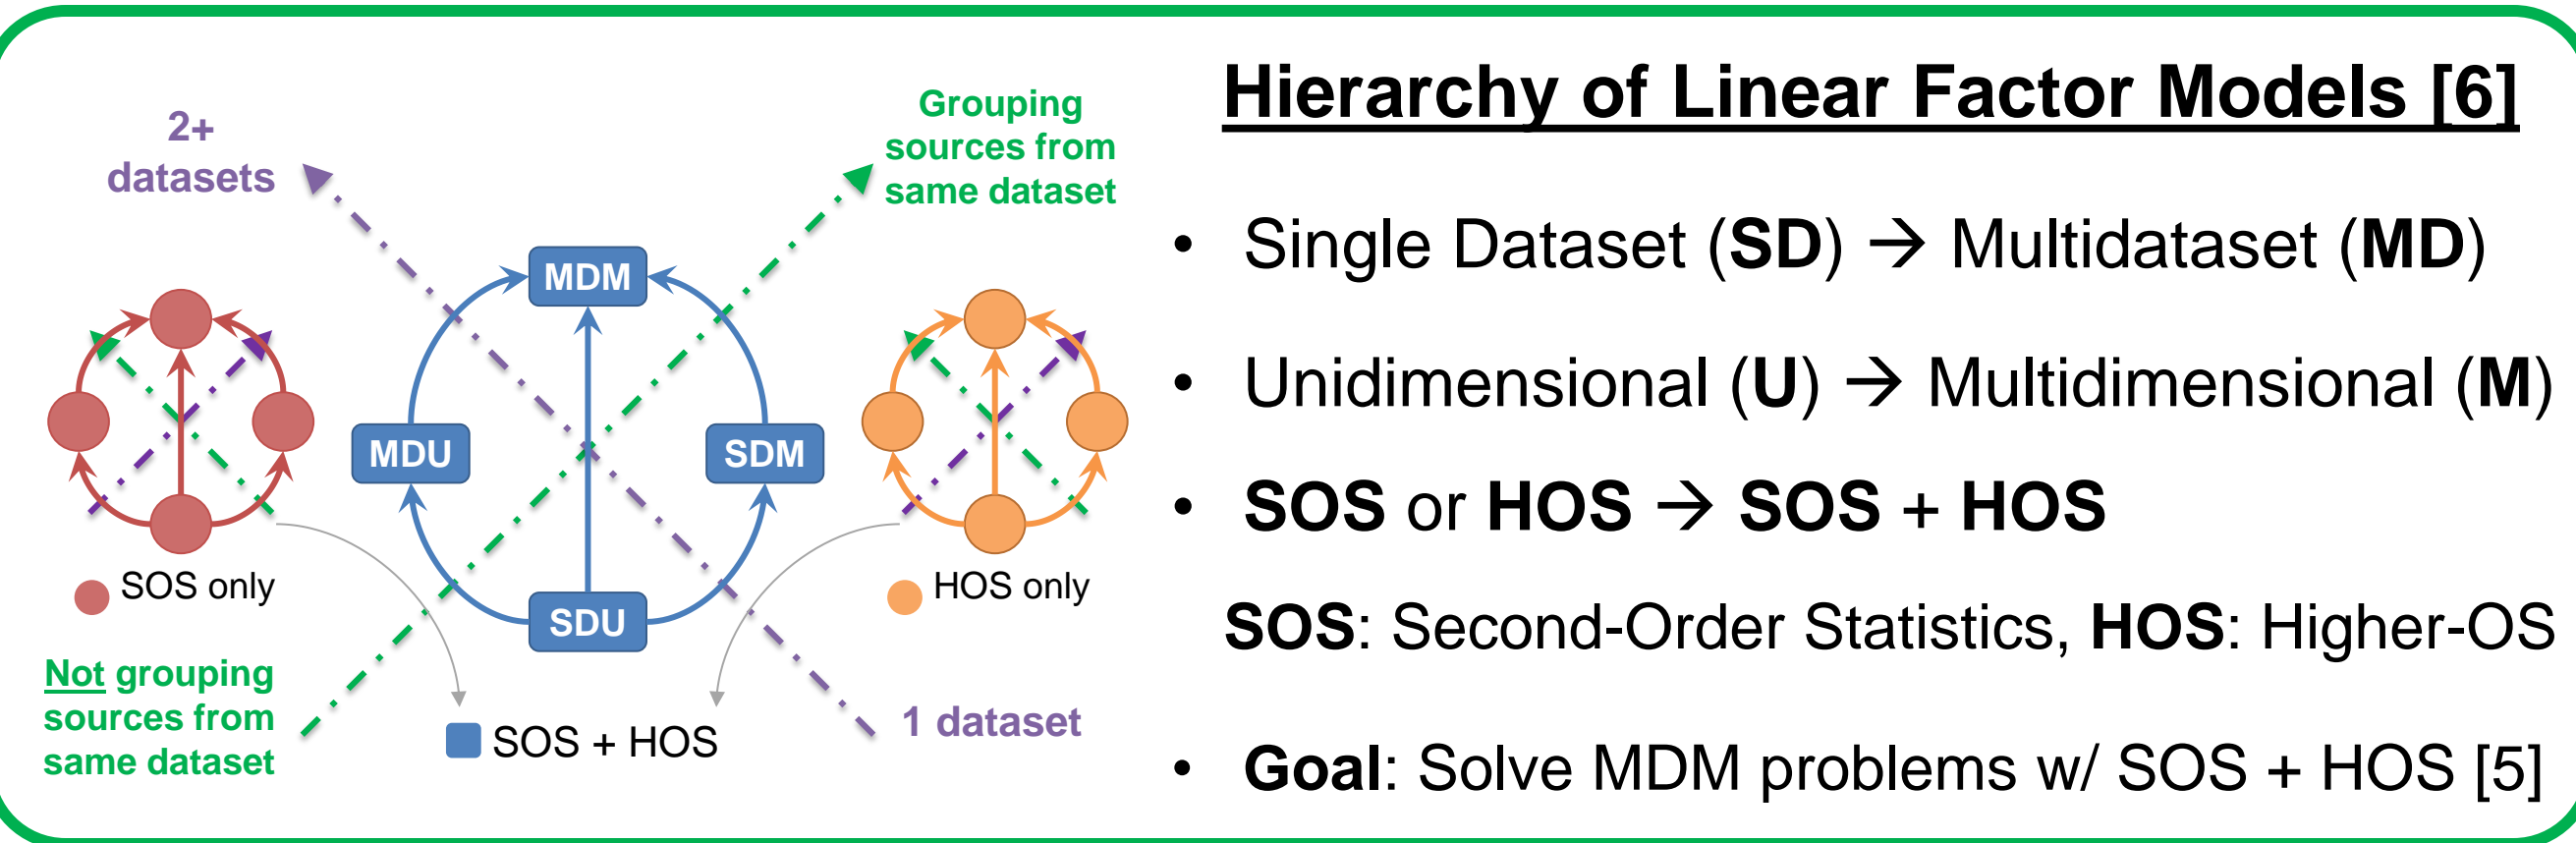 2+
datasets
Grouping
sources from
same dataset
MDM
MDU
SDM
SDU
SOS only
HOS only
Not grouping
sources from
same dataset
SOS + HOS
1 dataset
Hierarchy of Linear Factor Models [6]
• Single Dataset (SD) → Multidataset (MD)
• Unidimensional (U) → Multidimensional (M)
• SOS or HOS → SOS + HOS
SOS: Second-Order Statistics, HOS: Higher-OS
• Goal: Solve MDM problems w/ SOS + HOS [5]